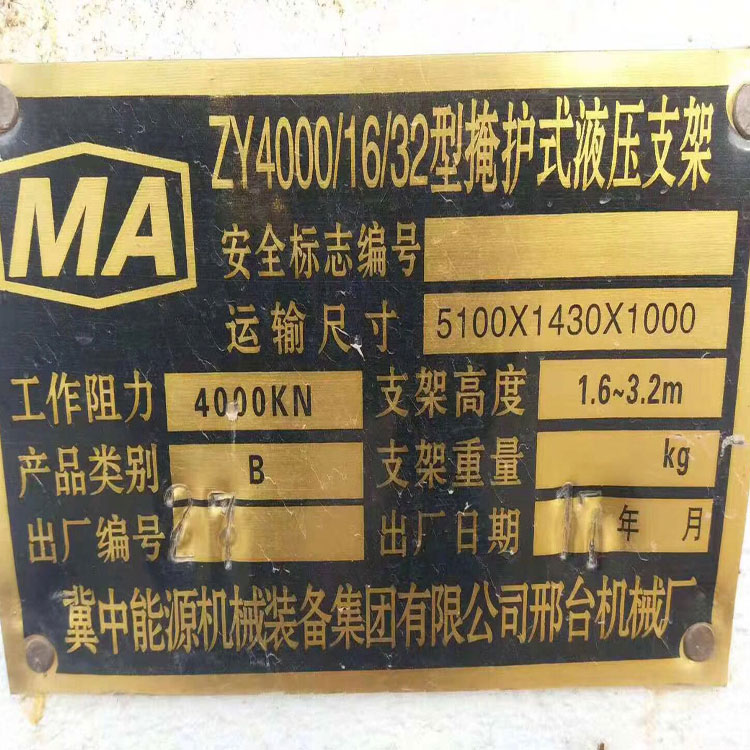 MA
ZY4000/16/32型掩护式液压支架
安全标志编号
运输尺寸 5100X1430X1000
工作阻力 4000KN 支架高度 1.6~3.2m
产品类别 B 支架重量 kg
出厂编号 27 出厂日期 11年 月
冀中能源机械装备集团有限公司邢台机械厂